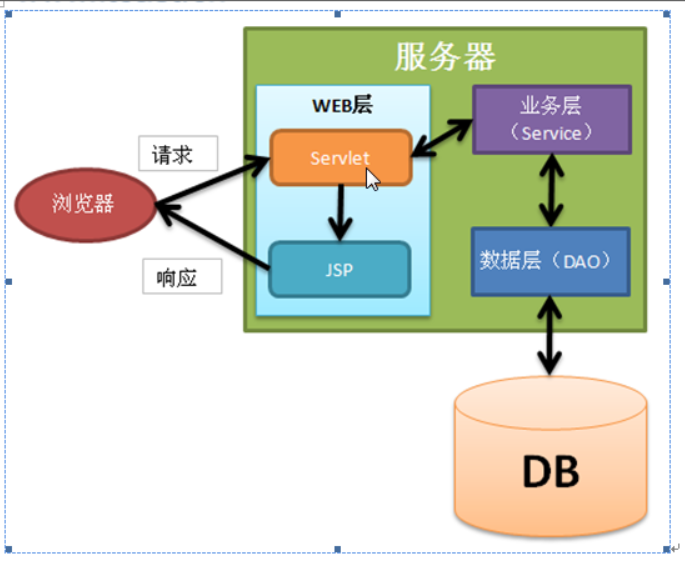 服务器
WEB层
业务层
（Service）
请求
Servlet
浏览器
数据层（DAO）
JSP
响应
DB